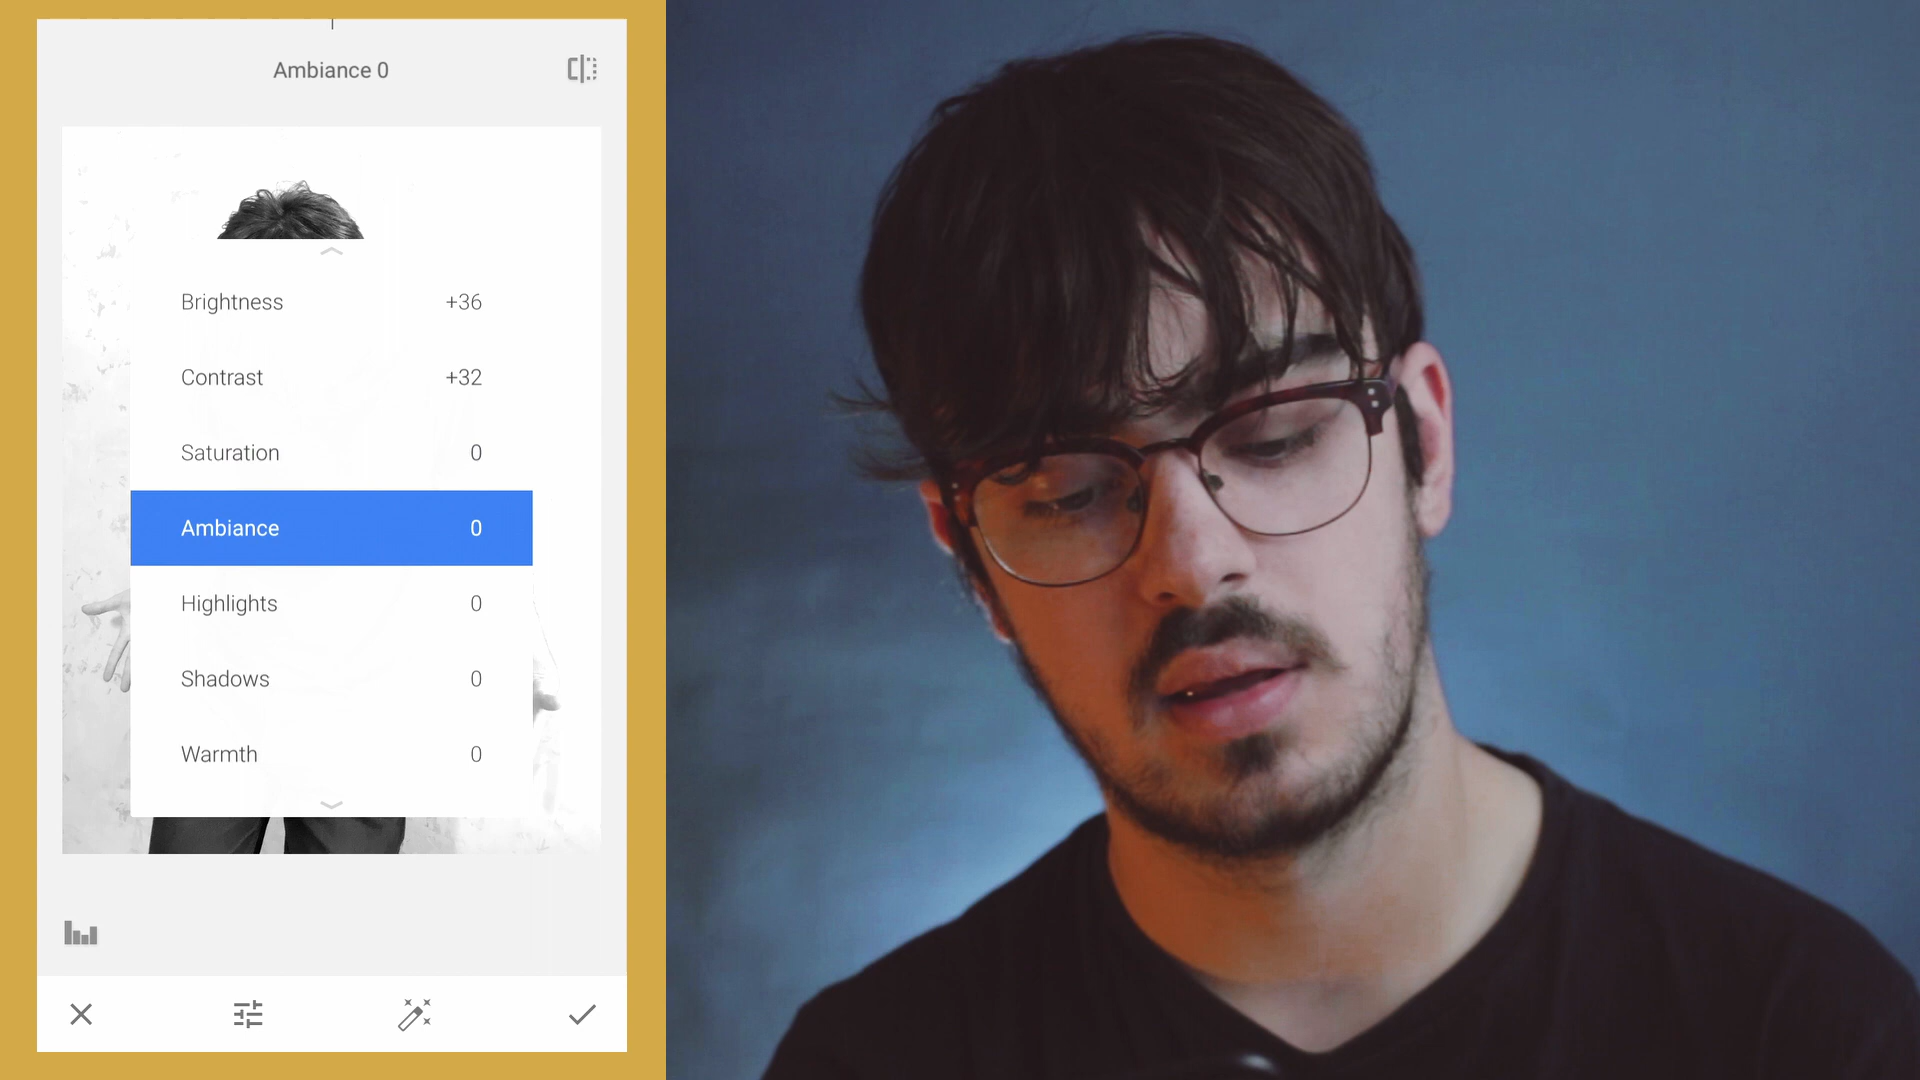 Ambiance 0
Brightness +36
Contrast +32
Saturation 0
Ambiance 0
Highlights 0
Shadows 0
Warmth 0